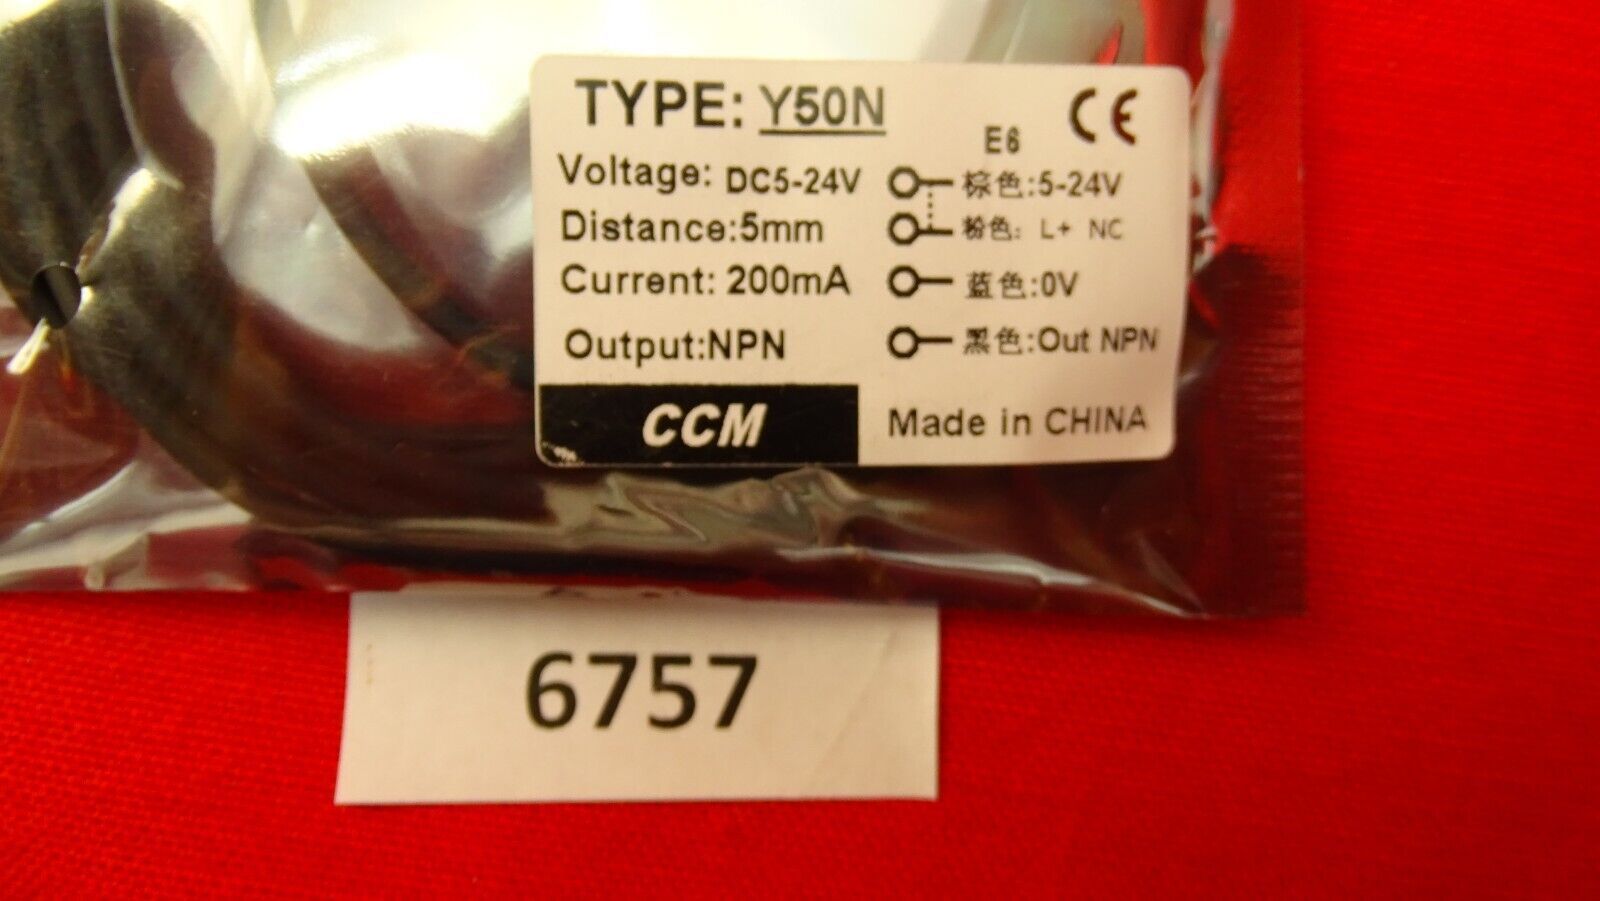 TYPE: Y50N
CE
E6
Voltage: DC5-24V
棕色:5-24V
Distance:5mm
粉色: L+ NC
Current: 200mA
蓝色:0V
Output:NPN
黑色:Out NPN
CCM
Made in CHINA
6757